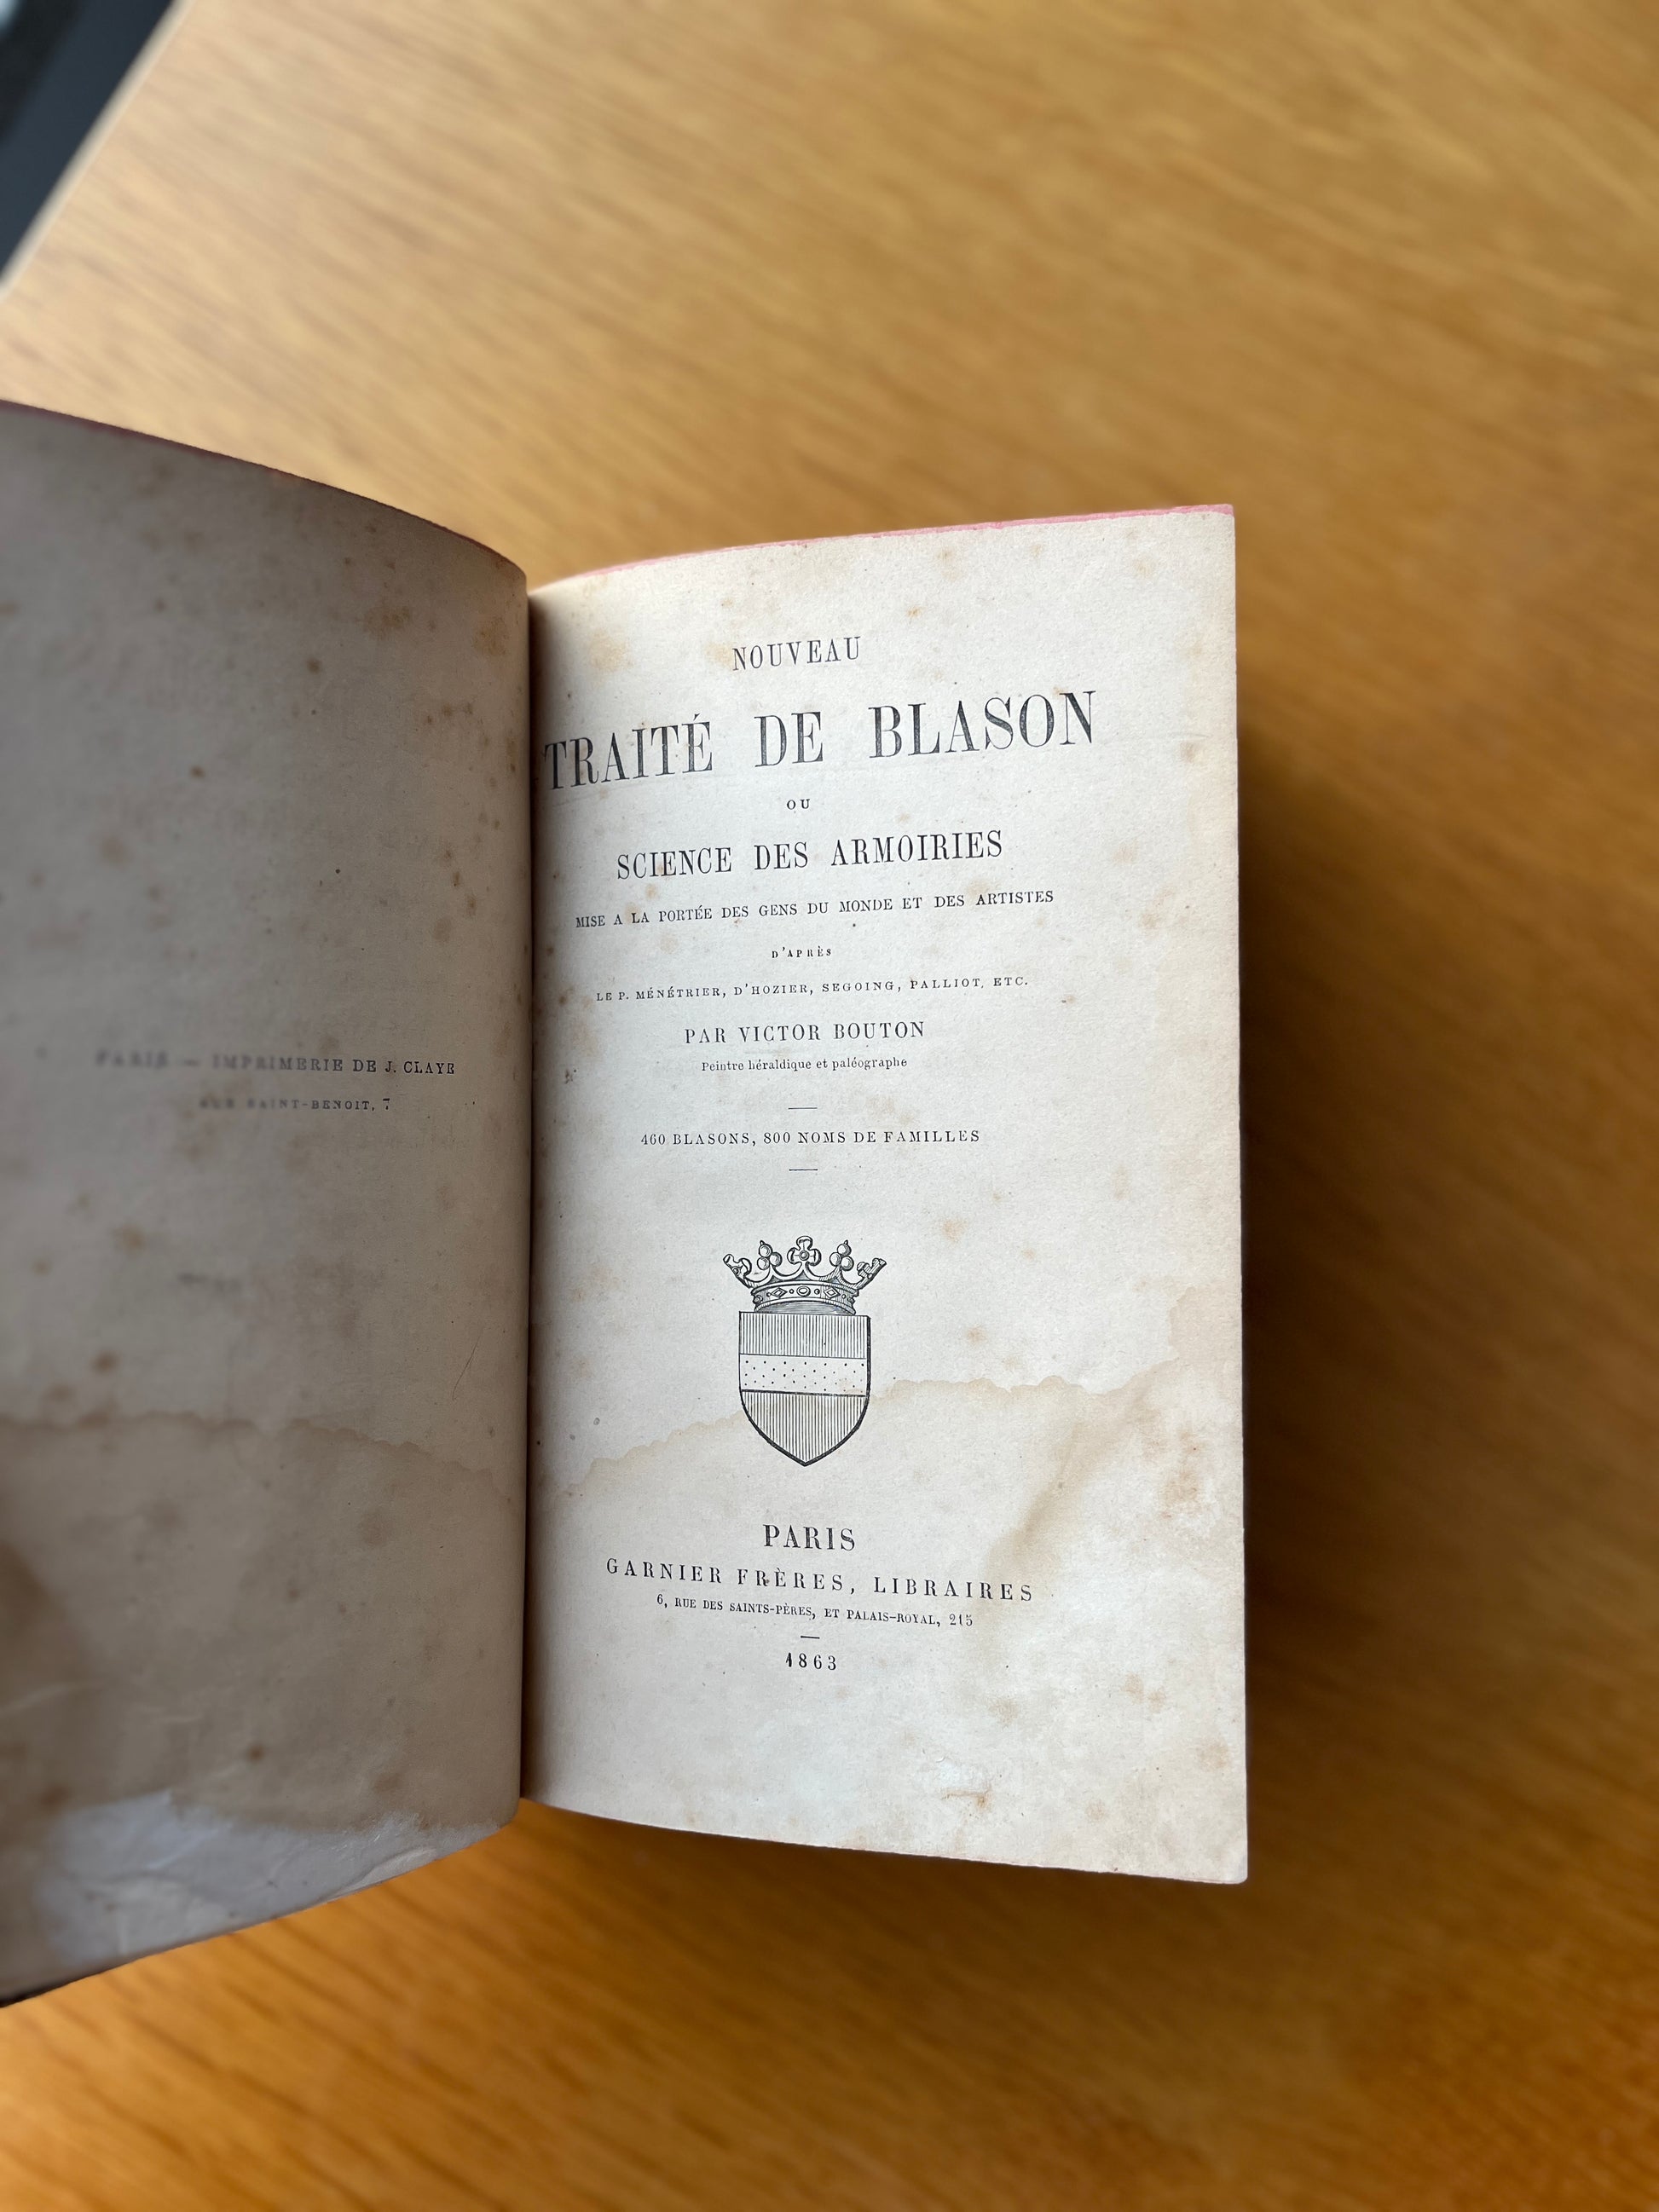 PARIS — IMPRIMERIE DE J. CLAYE
RUE SAINT-BENOIT, 7
NOUVEAU
TRAITÉ DE BLASON
OU
SCIENCE DES ARMOIRIES
MISE A LA PORTÉE DES GENS DU MONDE ET DES ARTISTES
D'APRÈS
LE P. MÉNÉTRIER, D'HOZIER, SEGOING, PALLIOT, ETC.
PAR VICTOR BOUTON
Peintre héraldique et paléographe
460 BLASONS, 800 NOMS DE FAMILLES
PARIS
GARNIER FRÈRES, LIBRAIRES
6, RUE DES SAINTS-PÈRES, ET PALAIS-ROYAL, 215
1863